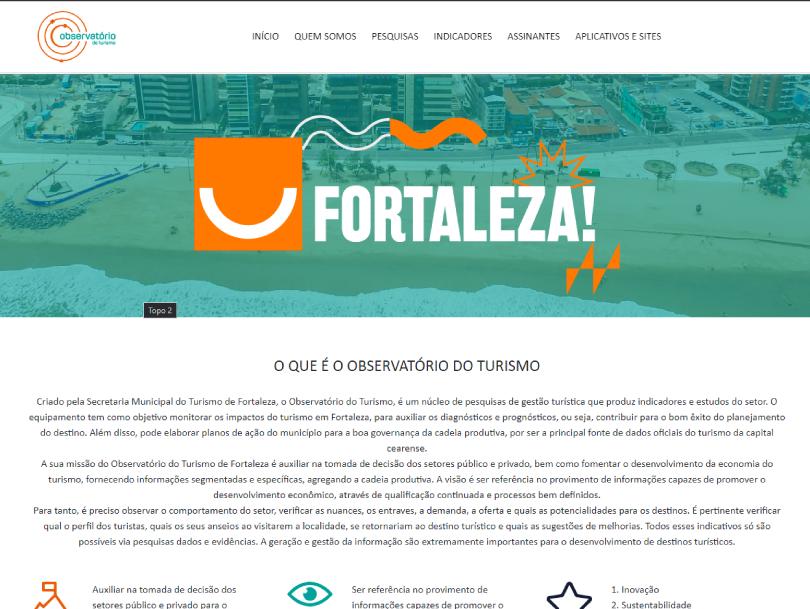 observatório
de turismo
INÍCIO QUEM SOMOS PESQUISAS INDICADORES ASSINANTES APLICATIVOS E SITES
FORTALEZA!
Topo 2
O QUE É O OBSERVATÓRIO DO TURISMO
Criado pela Secretaria Municipal do Turismo de Fortaleza, o Observatório do Turismo, é um núcleo de pesquisas de gestão turística que produz indicadores e estudos do setor. O
equipamento tem como objetivo monitorar os impactos do turismo em Fortaleza, para auxiliar os diagnósticos e prognósticos, ou seja, contribuir para o bom êxito do planejamento
do destino. Além disso, pode elaborar planos de ação do município para a boa governança da cadeia produtiva, por ser a principal fonte de dados oficiais do turismo da capital
cearense.
A sua missão do Observatório do Turismo de Fortaleza é auxiliar na tomada de decisão dos setores público e privado, bem como fomentar o desenvolvimento da economia do
turismo, fornecendo informações segmentadas e específicas, agregando a cadeia produtiva. A visão é ser referência no provimento de informações capazes de promover o
desenvolvimento econômico, através de qualificação continuada e processos bem definidos.
Para tanto, é preciso observar o comportamento do setor, verificar as nuances, os entraves, a demanda, a oferta e quais as potencialidades para os destinos. É pertinente verificar
qual o perfil dos turistas, quais os seus anseios ao visitarem a localidade, se retornariam ao destino turístico e quais as sugestões de melhorias. Todos esses indicativos só são
possíveis via pesquisas dados e evidências. A geração e gestão da informação são extremamente importantes para o desenvolvimento de destinos turísticos.
Auxiliar na tomada de decisão dos
setores público e privado para o
Ser referência no provimento de
informações capazes de promover o
1. Inovação
2. Sustentabilidade